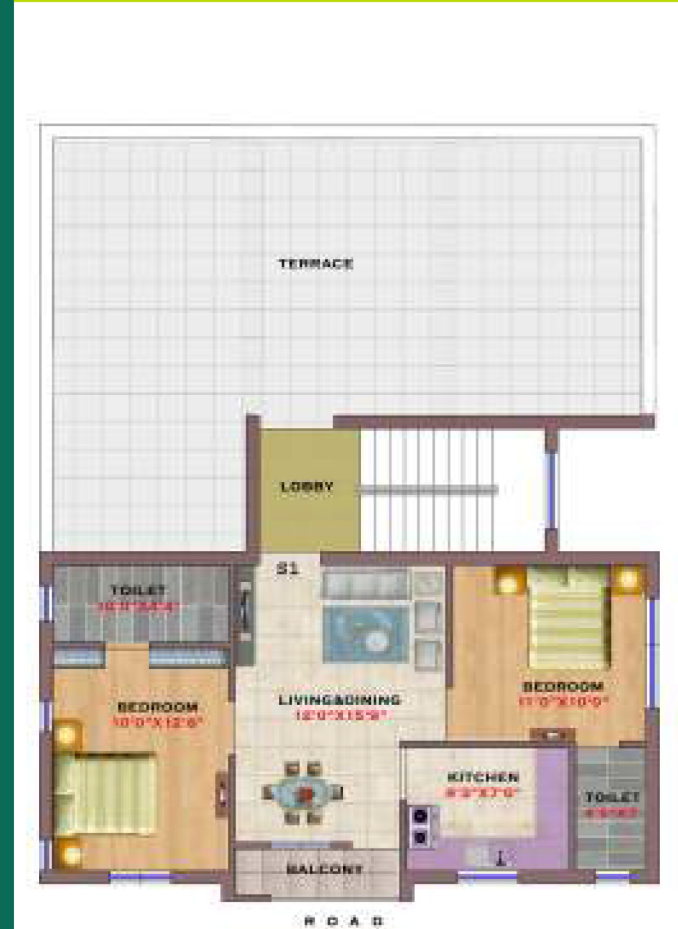 TERRACE
LOBBY
S1
TOILET
BEDROOM
10'0"X12'6"
LIVING&DINING
12'0"X15'9"
BEDROOM
11'0"X10'9"
KITCHEN
TOILET
BALCONY
ROAD